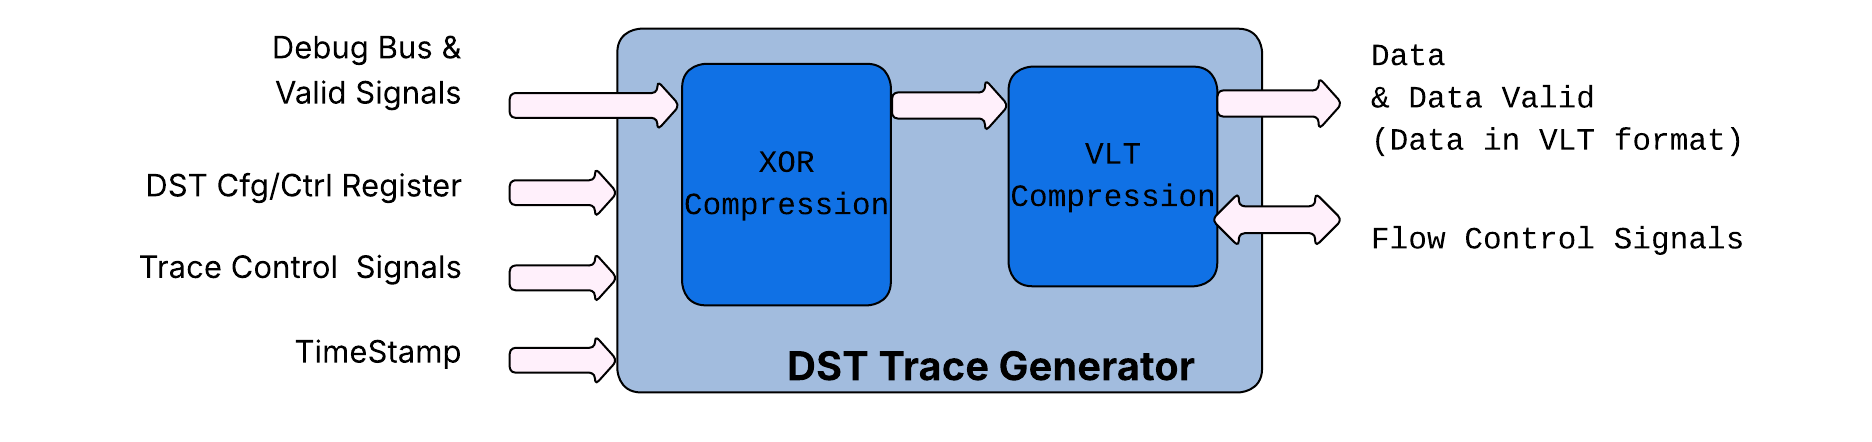 Debug Bus &
Valid Signals
DST Cfg/Ctrl Register
Trace Control  Signals
TimeStamp
XOR
Compression
VLT
Compression
DST Trace Generator
Data
& Data Valid
(Data in VLT format)
Flow Control Signals